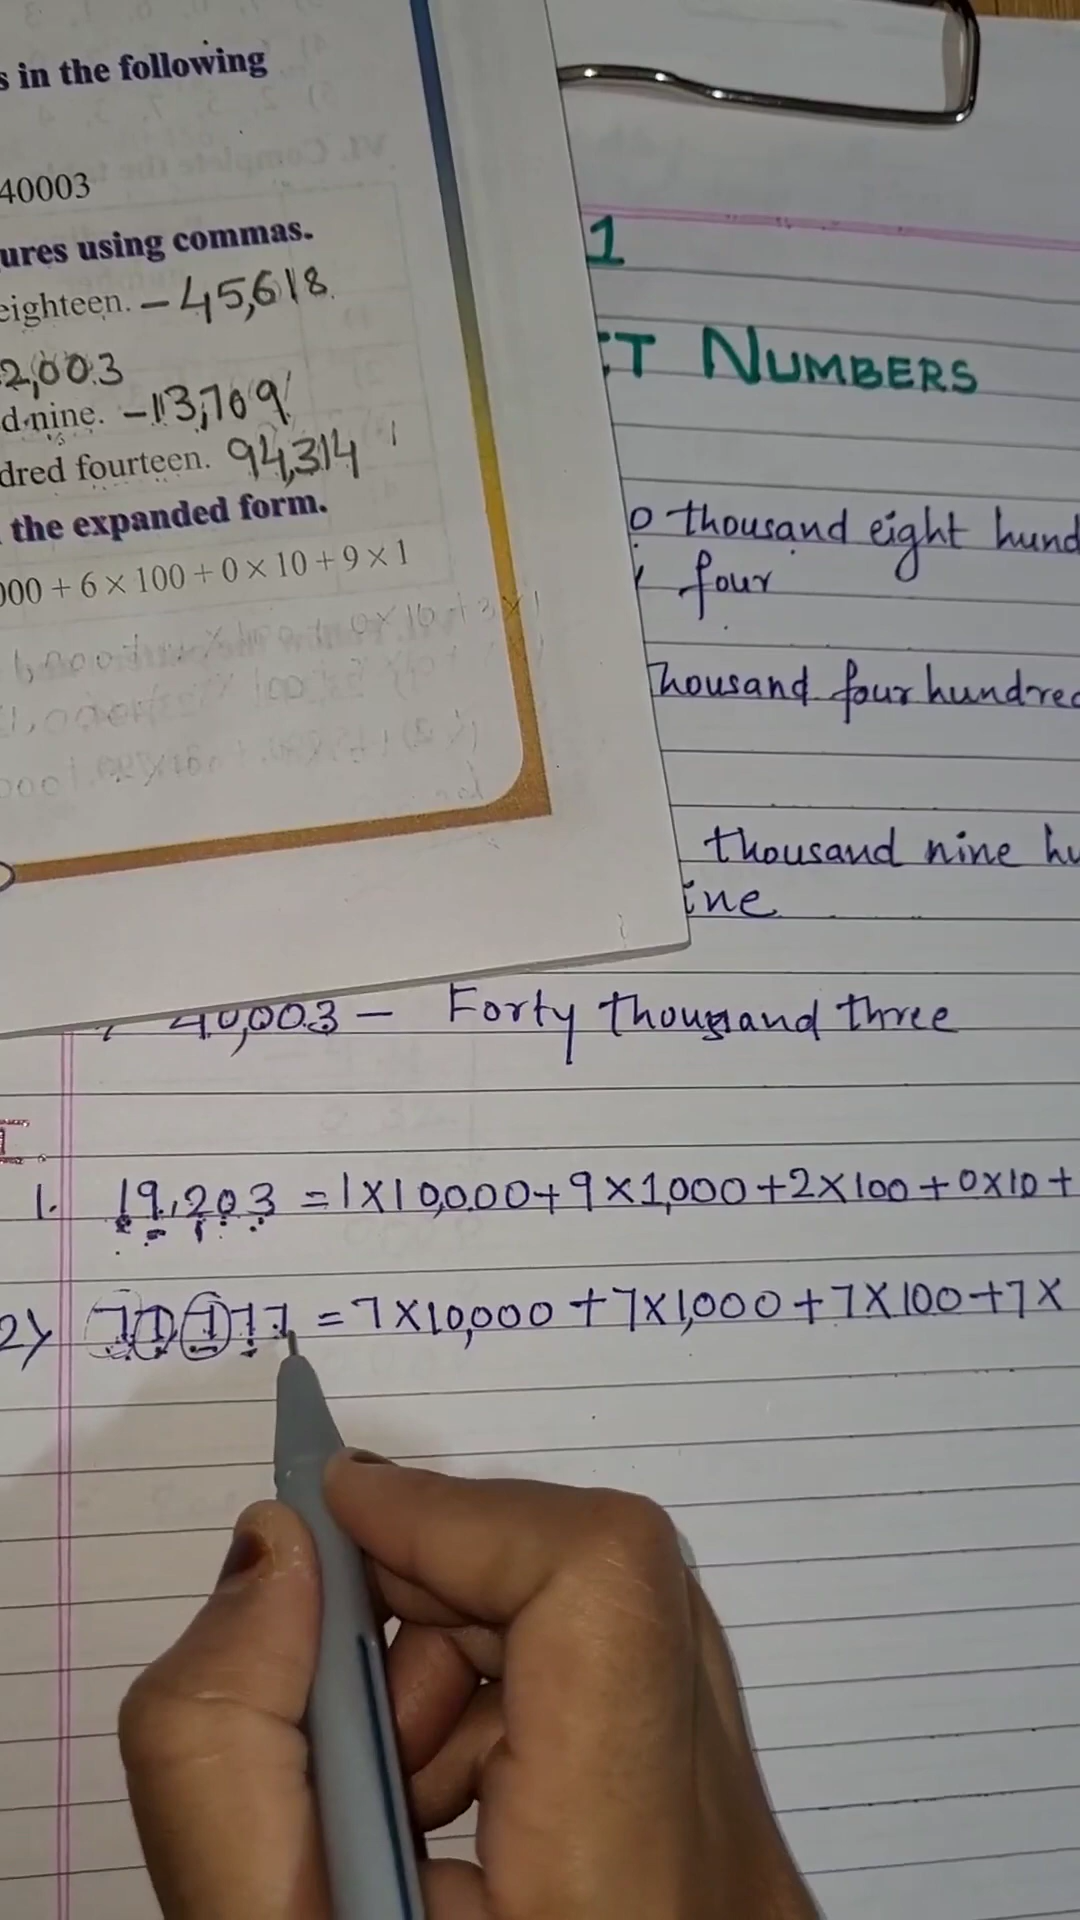 s in the following
40003
ures using commas.
eighteen. - 45,618
2,003
d nine. - 13,709
dred fourteen. 94,314
the expanded form.
000 + 6 × 100 + 0 × 10 + 9 × 1
1
CT NUMBERS
o thousand eight hund
four
housand four hundred
thousand nine hu
ine
40,003 - Forty thousand three
I.
1. 19,203 = 1×10,000+9×1,000+2×100+0×10+
2) 77,777 = 7×10,000+7×1,000+7×100+7×